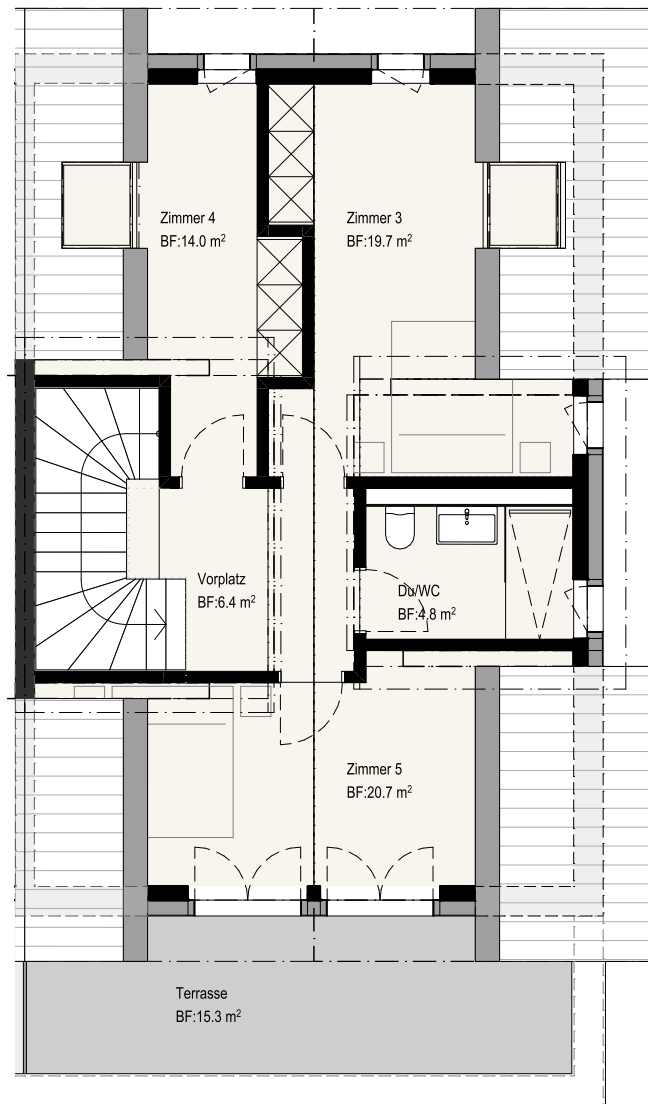 Zimmer 4
BF:14.0 m²
Zimmer 3
BF:19.7 m²
Vorplatz
BF:6.4 m²
Du/WC
BF:4.8 m²
Zimmer 5
BF:20.7 m²
Terrasse
BF:15.3 m²